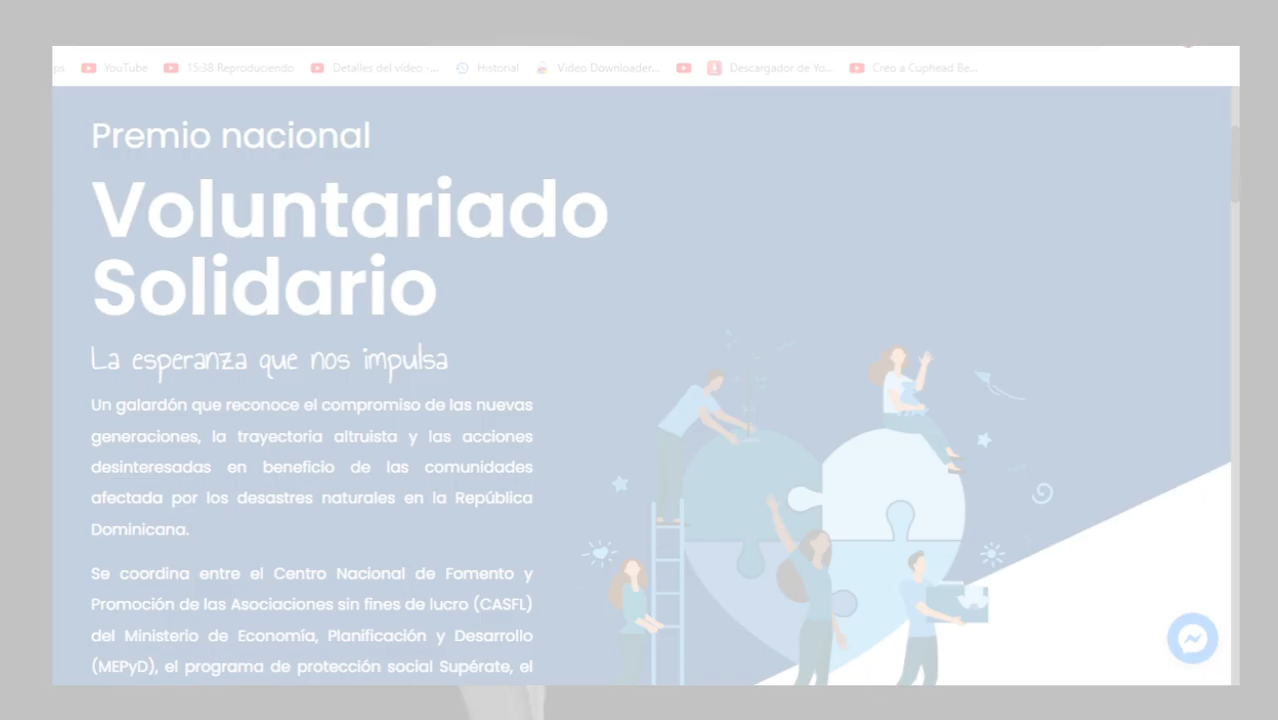 ps YouTube 15:38 Reproduciendo Detalles del vídeo -... Historial Video Downloader... Descargador de Yo... Creo a Cuphead Be...
Premio nacional
Voluntariado
Solidario
La esperanza que nos impulsa
Un galardón que reconoce el compromiso de las nuevas
generaciones, la trayectoria altruista y las acciones
desinteresadas en beneficio de las comunidades
afectada por los desastres naturales en la República
Dominicana.
Se coordina entre el Centro Nacional de Fomento y
Promoción de las Asociaciones sin fines de lucro (CASFL)
del Ministerio de Economía, Planificación y Desarrollo
(MEPyD), el programa de protección social Supérate, el